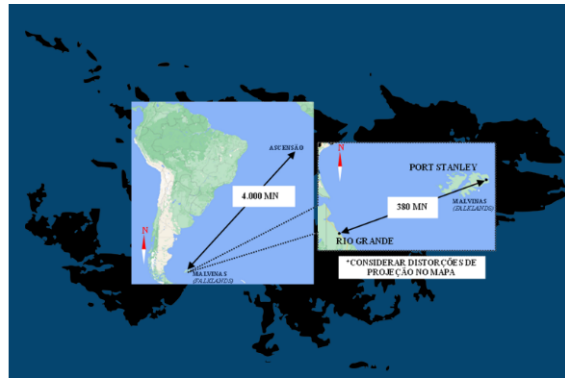 N
ASCENSÃO
4.000 MN
N
MALVINAS
(FALKLANDS)
PORT STANLEY
380 MN
MALVINAS
(FALKLANDS)
RIO GRANDE
*CONSIDERAR DISTORÇÕES DE
PROJEÇÃO NO MAPA